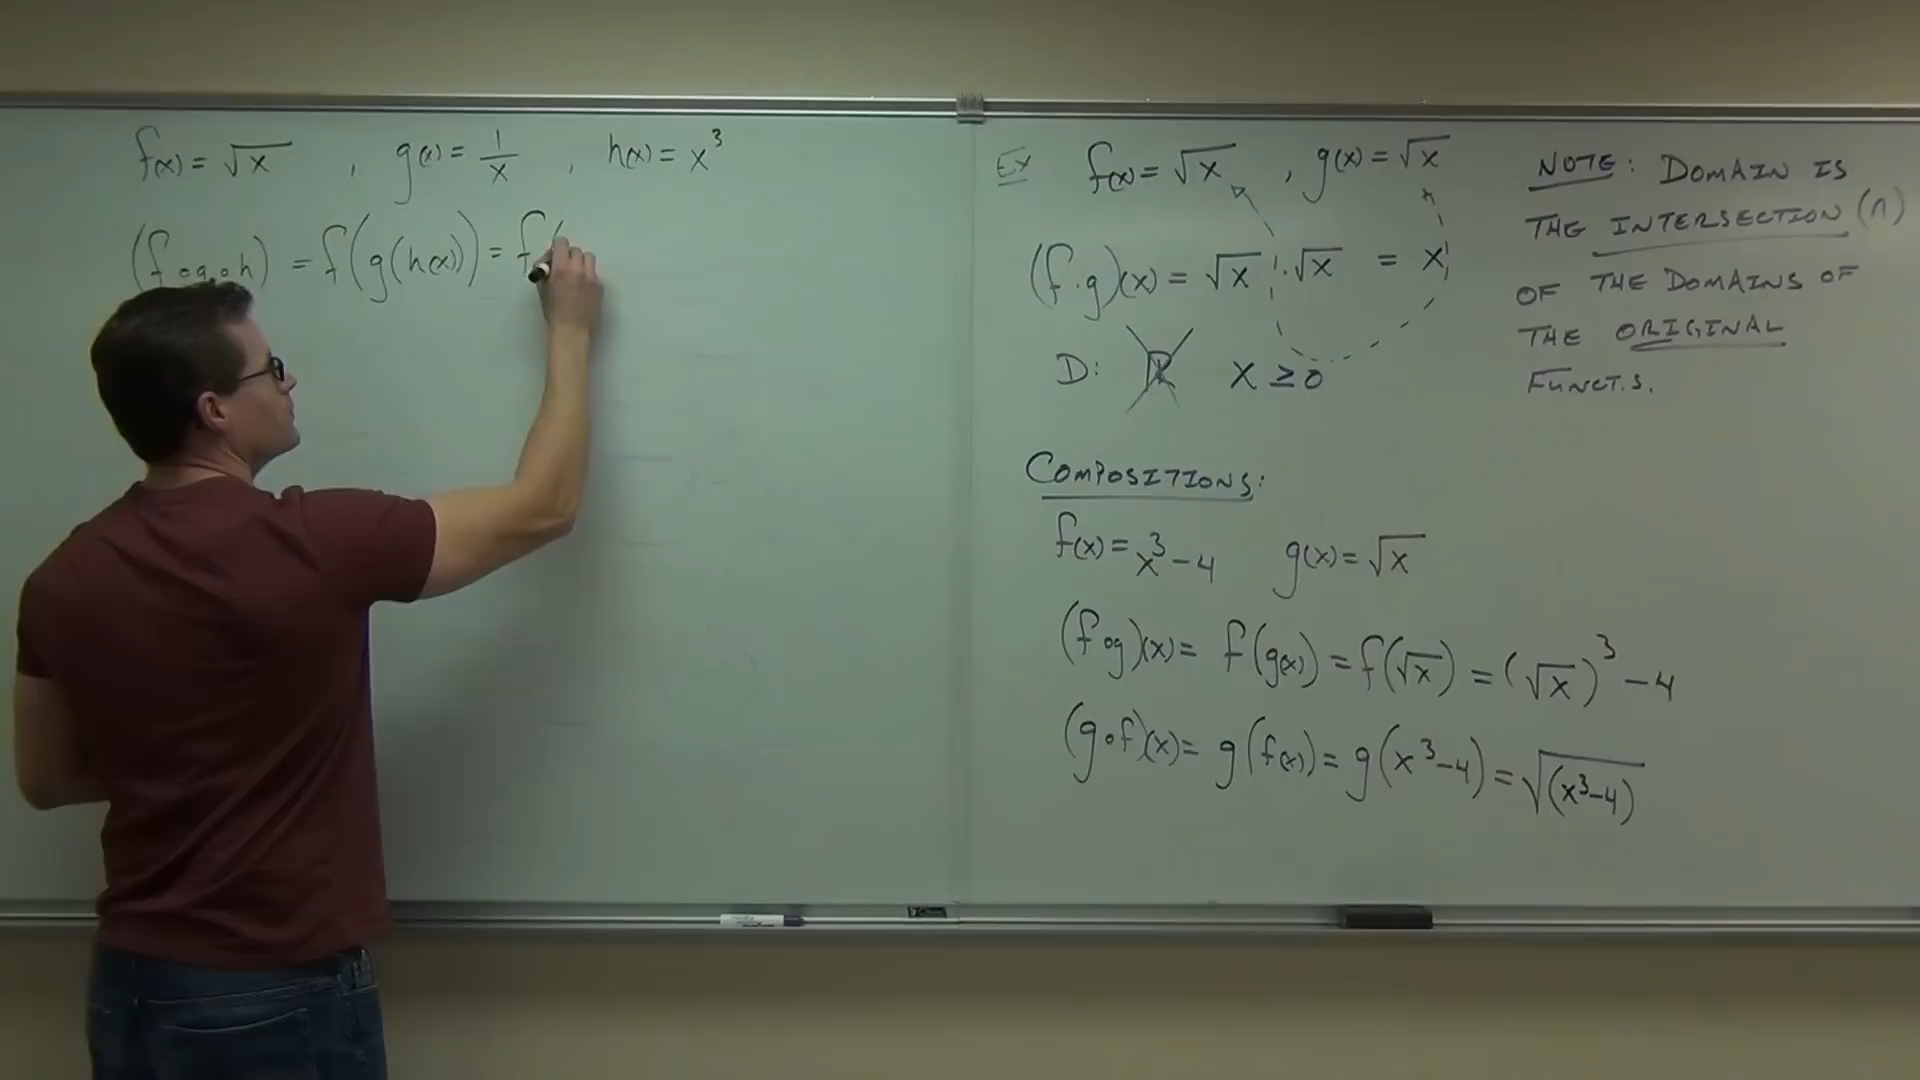 f(x) = √x , g(x) = 1/x , h(x) = x³
(f∘g∘h) = f(g(h(x))) = f(
Ex f(x) = √x , g(x) = √x
(f·g)(x) = √x · √x = x
D: ℝ x ≥ 0
NOTE: DOMAIN IS
THE INTERSECTION (∩)
OF THE DOMAINS OF
THE ORIGINAL
FUNCT.S.
COMPOSITIONS:
f(x) = x³ - 4 g(x) = √x
(f∘g)(x) = f(g(x)) = f(√x) = (√x)³ - 4
(g∘f)(x) = g(f(x)) = g(x³-4) = √(x³-4)